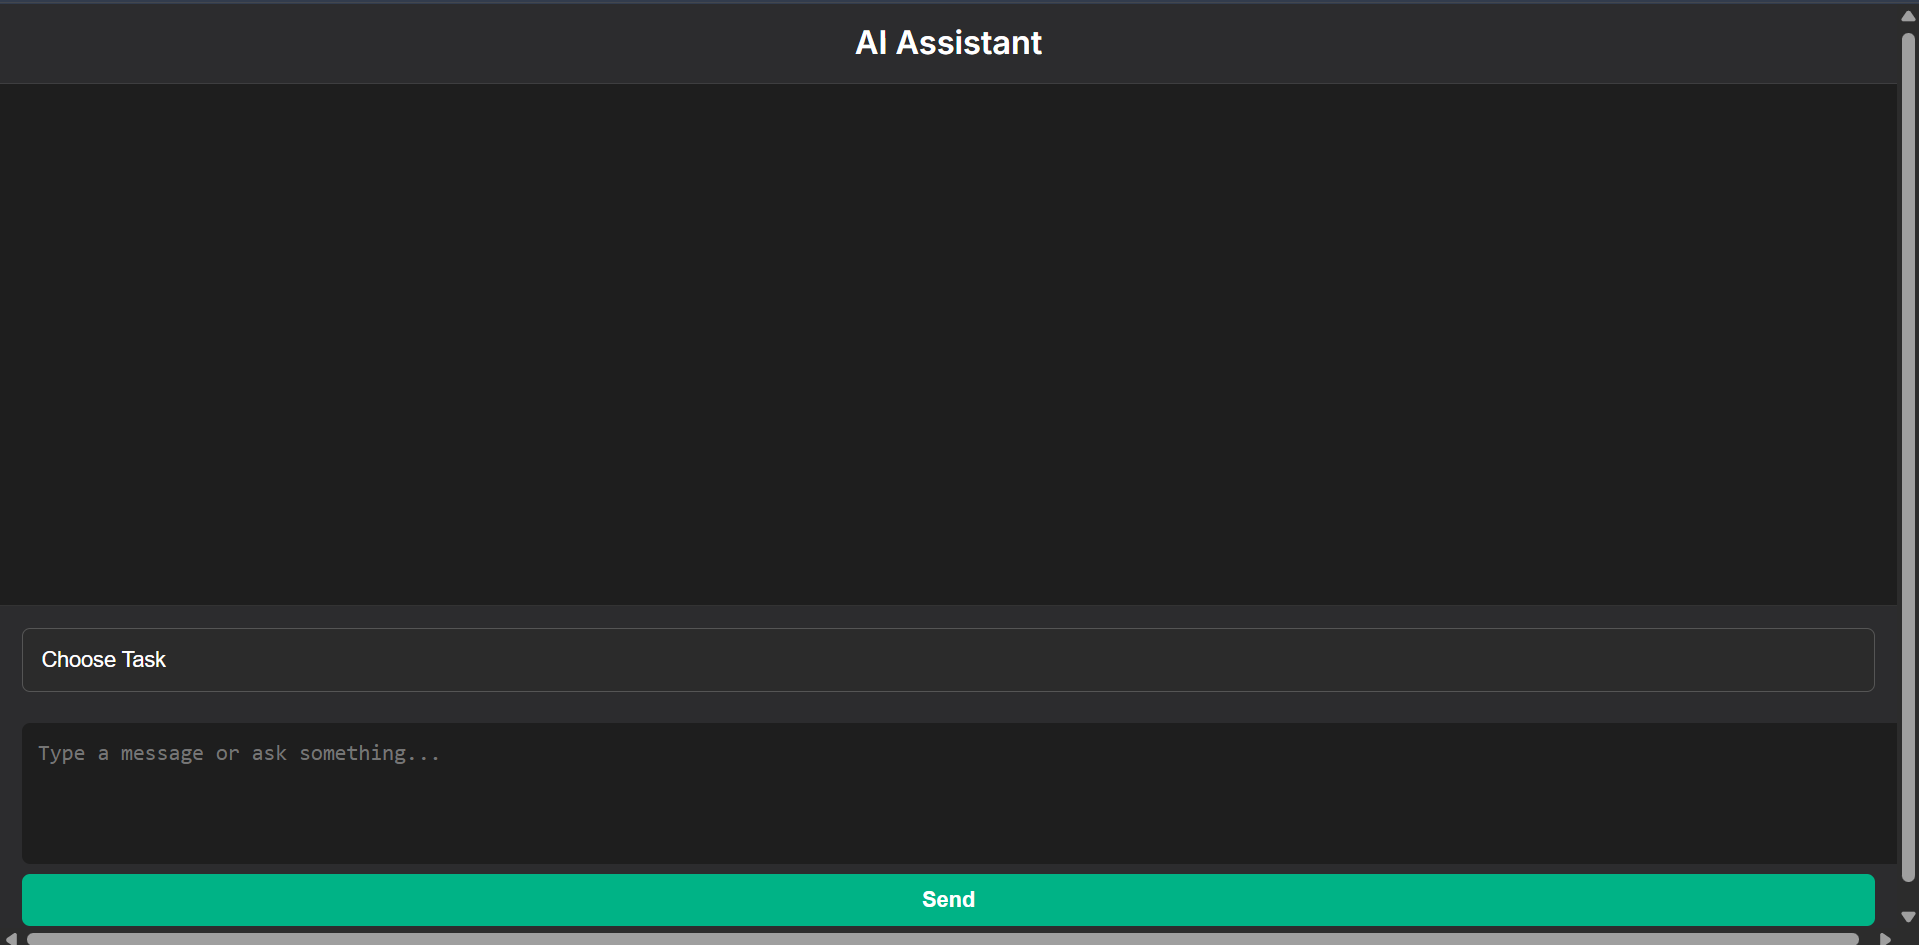 AI Assistant
Choose Task
Type a message or ask something...
Send